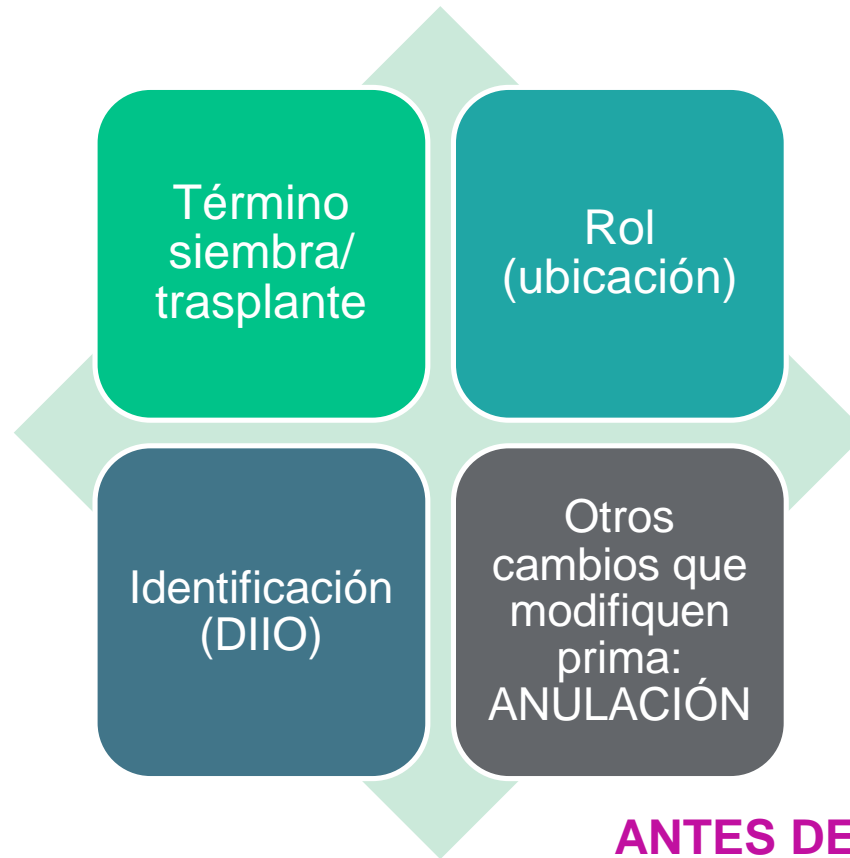 Término
siembra/
trasplante
Rol
(ubicación)
Identificación
(DIIO)
Otros
cambios que
modifiquen
prima:
ANULACIÓN
ANTES DE